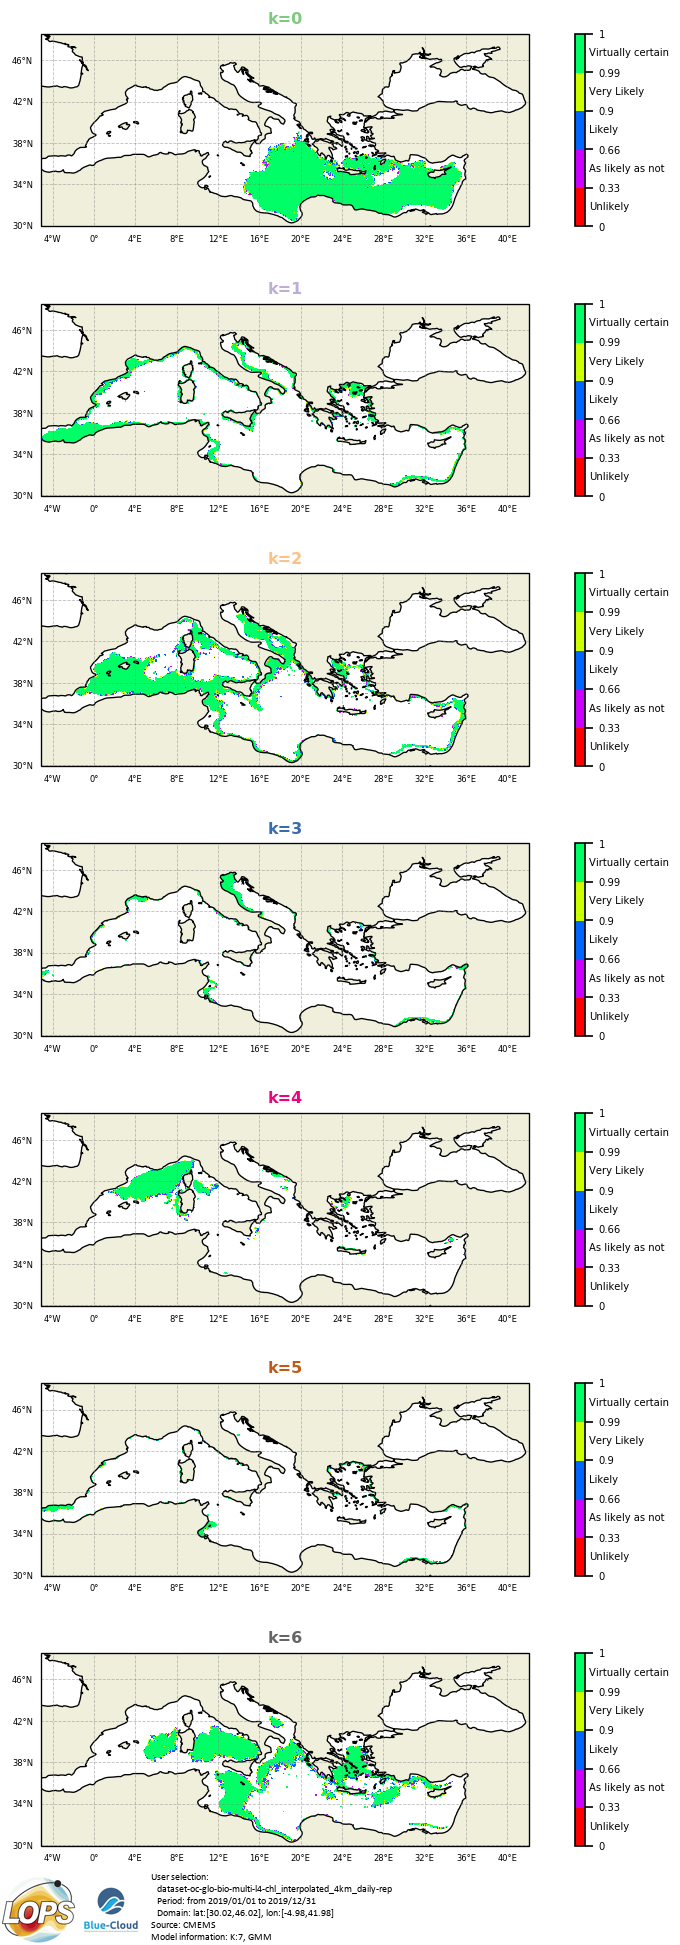 k=0
46°N
42°N
38°N
34°N
30°N
4°W 0° 4°E 8°E 12°E 16°E 20°E 24°E 28°E 32°E 36°E 40°E
1
Virtually certain
0.99
Very Likely
0.9
Likely
0.66
As likely as not
0.33
Unlikely
0
k=1
46°N
42°N
38°N
34°N
30°N
4°W 0° 4°E 8°E 12°E 16°E 20°E 24°E 28°E 32°E 36°E 40°E
1
Virtually certain
0.99
Very Likely
0.9
Likely
0.66
As likely as not
0.33
Unlikely
0
k=2
46°N
42°N
38°N
34°N
30°N
4°W 0° 4°E 8°E 12°E 16°E 20°E 24°E 28°E 32°E 36°E 40°E
1
Virtually certain
0.99
Very Likely
0.9
Likely
0.66
As likely as not
0.33
Unlikely
0
k=3
46°N
42°N
38°N
34°N
30°N
4°W 0° 4°E 8°E 12°E 16°E 20°E 24°E 28°E 32°E 36°E 40°E
1
Virtually certain
0.99
Very Likely
0.9
Likely
0.66
As likely as not
0.33
Unlikely
0
k=4
46°N
42°N
38°N
34°N
30°N
4°W 0° 4°E 8°E 12°E 16°E 20°E 24°E 28°E 32°E 36°E 40°E
1
Virtually certain
0.99
Very Likely
0.9
Likely
0.66
As likely as not
0.33
Unlikely
0
k=5
46°N
42°N
38°N
34°N
30°N
4°W 0° 4°E 8°E 12°E 16°E 20°E 24°E 28°E 32°E 36°E 40°E
1
Virtually certain
0.99
Very Likely
0.9
Likely
0.66
As likely as not
0.33
Unlikely
0
k=6
46°N
42°N
38°N
34°N
30°N
4°W 0° 4°E 8°E 12°E 16°E 20°E 24°E 28°E 32°E 36°E 40°E
1
Virtually certain
0.99
Very Likely
0.9
Likely
0.66
As likely as not
0.33
Unlikely
0
LOPS
Blue-Cloud
User selection:
dataset-oc-glo-bio-multi-l4-chl_interpolated_4km_daily-rep
Period: from 2019/01/01 to 2019/12/31
Domain: lat:[30.02,46.02], lon:[-4.98,41.98]
Source: CMEMS
Model information: K:7, GMM